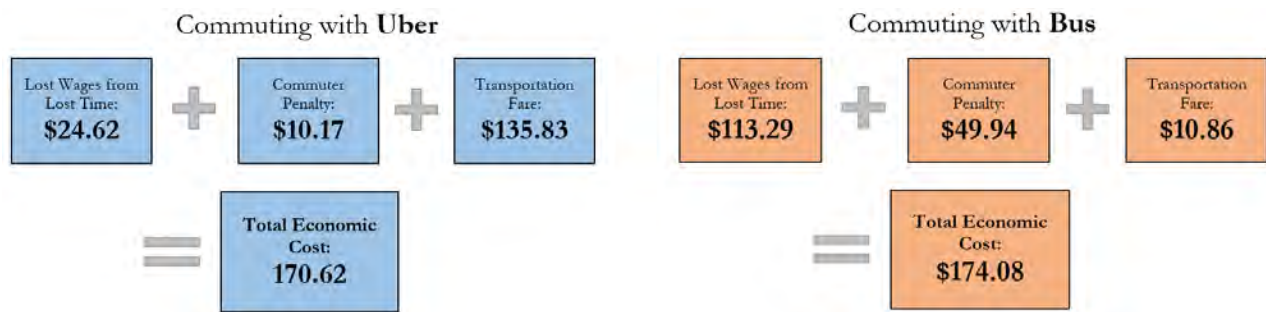 Commuting with Uber
Lost Wages from
Lost Time:
$24.62
Commuter
Penalty:
$10.17
Transportation
Fare:
$135.83
Total Economic
Cost:
170.62
Commuting with Bus
Lost Wages from
Lost Time:
$113.29
Commuter
Penalty:
$49.94
Transportation
Fare:
$10.86
Total Economic
Cost:
$174.08